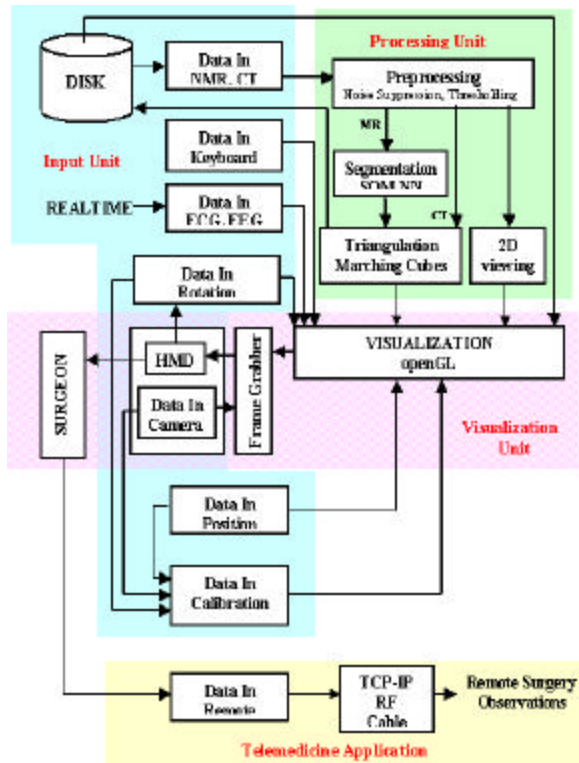 Processing Unit
DISK
Data In
NMR, CT
Preprocessing
Noise Suppression, Thresholding
MR
Input Unit
Data In
Keyboard
Segmentation
SOM NN
REALTIME
Data In
ECG, EEG
CT
Triangulation
Marching Cubes
2D
viewing
Data In
Rotation
VISUALIZATION
openGL
SURGEON
HMD
Data In
Camera
Frame Grabber
Visualization
Unit
Data In
Position
Data In
Calibration
Data In
Remote
TCP-IP
RF
Cable
Remote Surgery
Observations
Telemedicine Application